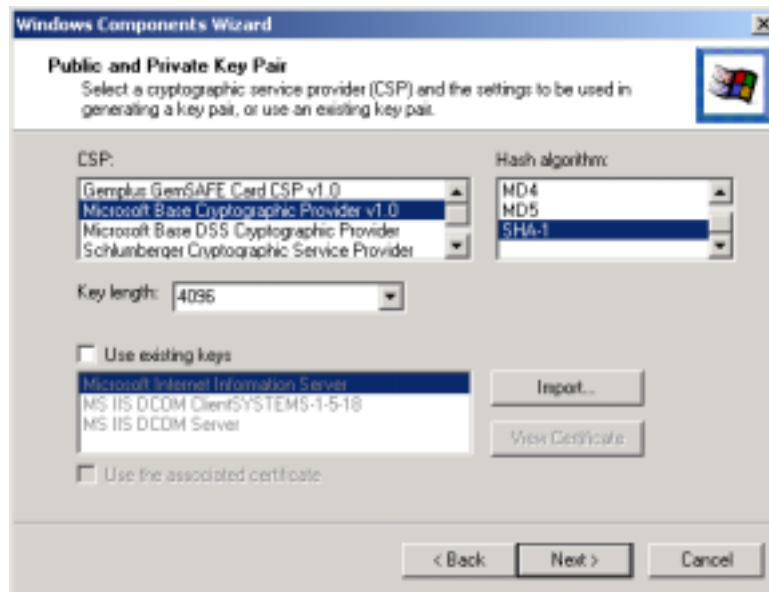 Windows Components Wizard
Public and Private Key Pair
Select a cryptographic service provider (CSP) and the settings to be used in
generating a key pair, or use an existing key pair.
CSP:
Hash algorithm:
Gemplus GemSAFE Card CSP v1.0
Microsoft Base Cryptographic Provider v1.0
Microsoft Base DSS Cryptographic Provider
Schlumberger Cryptographic Service Provider
MD4
MD5
SHA-1
Key length: 4096
Use existing keys
Microsoft Internet Information Server
MS IIS DCOM ClientSYSTEMS-1-5-18
MS IIS DCOM Server
Import...
View Certificate
Use the associated certificate
< Back
Next >
Cancel